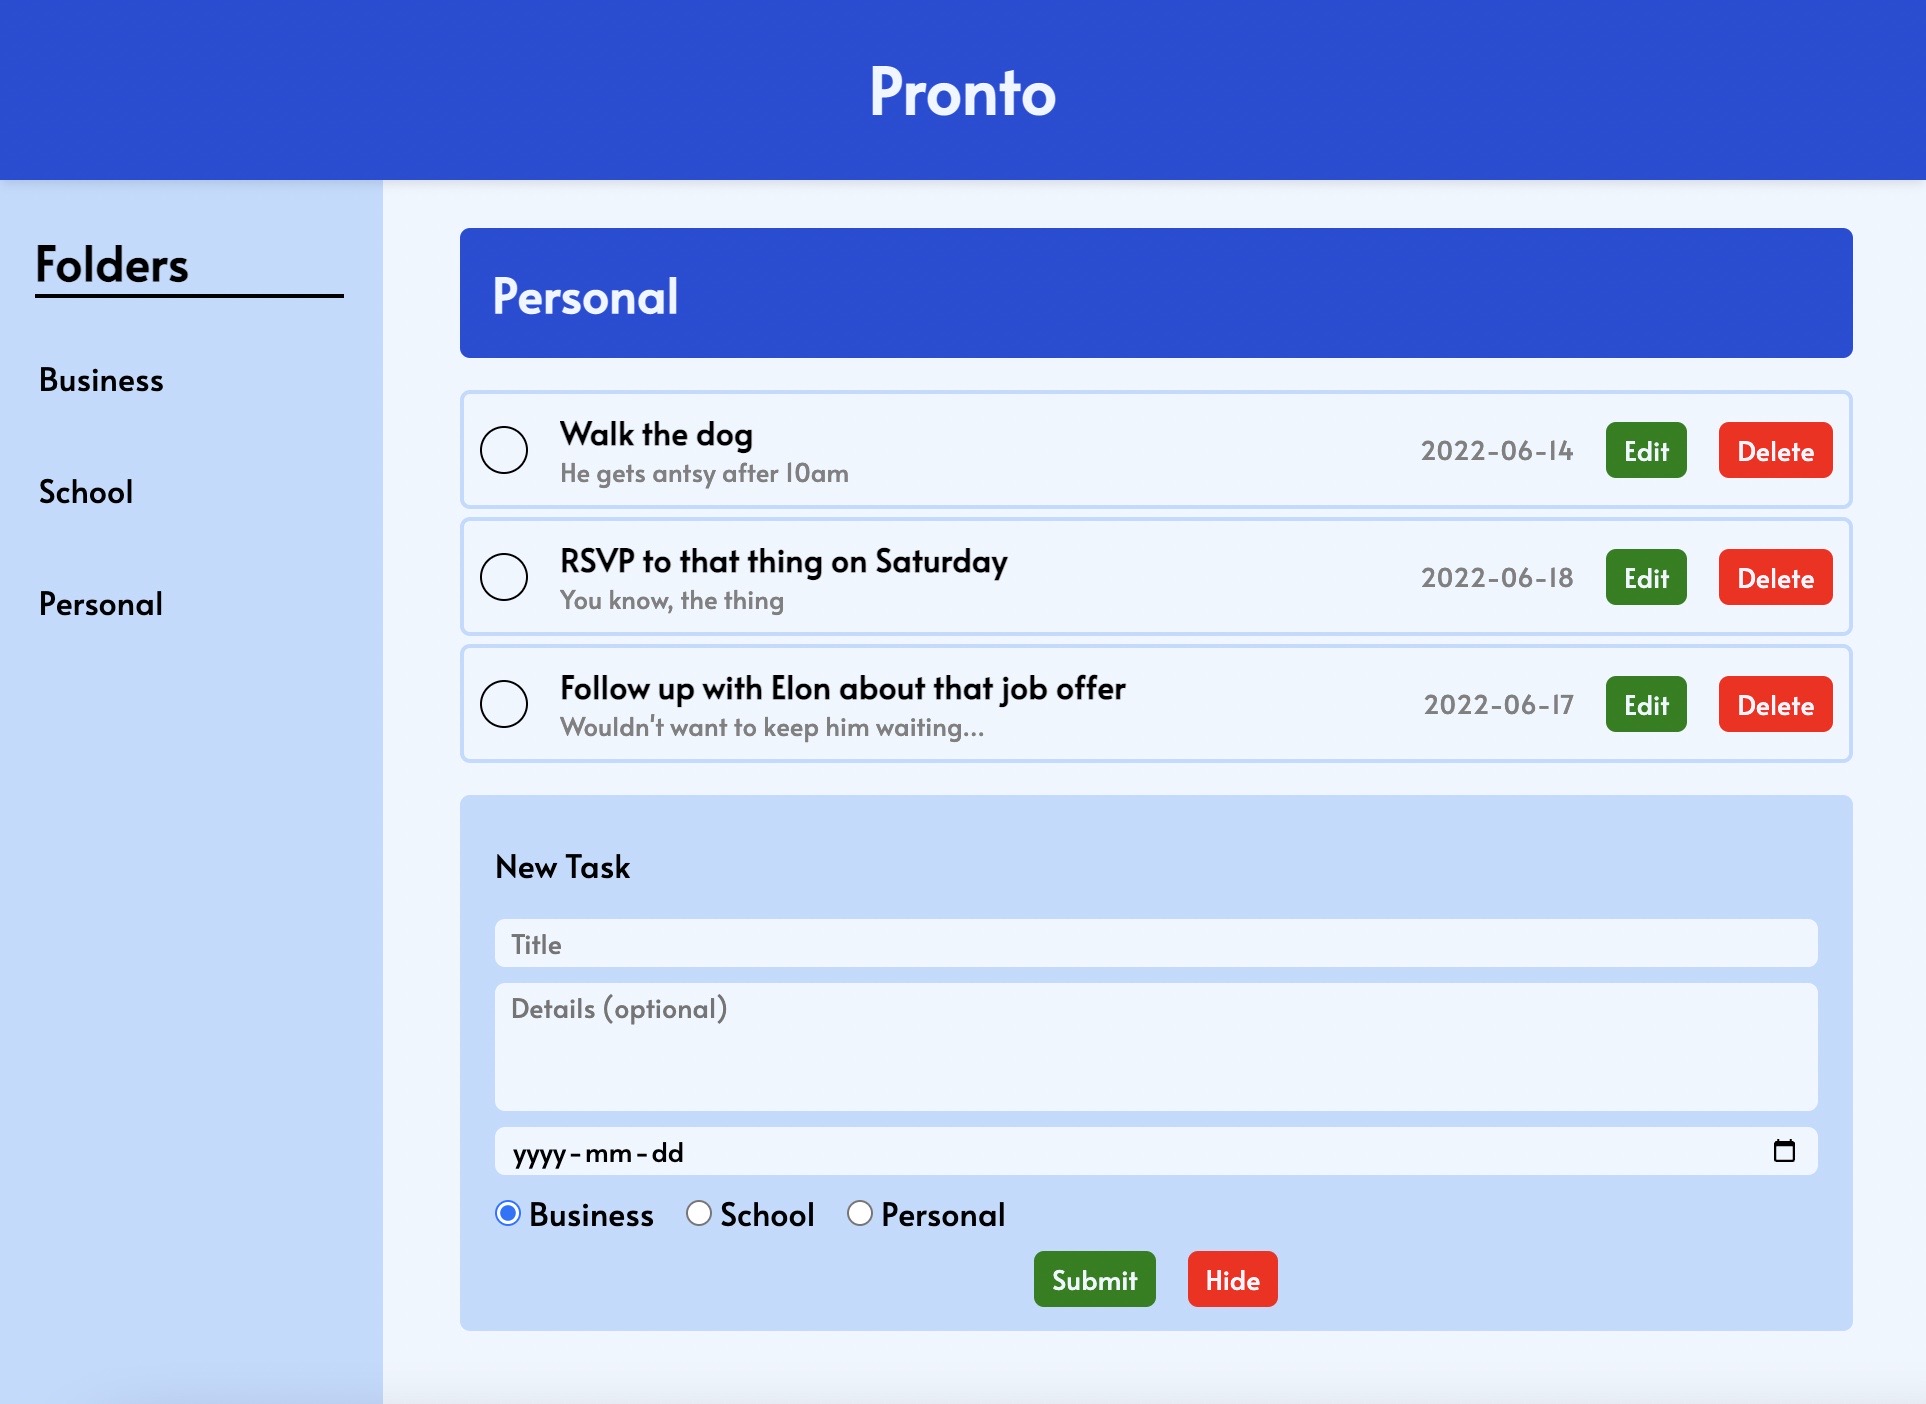 Pronto
Folders
Business
School
Personal
Personal
Walk the dog
He gets antsy after 10am
2022-06-14
Edit
Delete
RSVP to that thing on Saturday
You know, the thing
2022-06-18
Edit
Delete
Follow up with Elon about that job offer
Wouldn't want to keep him waiting...
2022-06-17
Edit
Delete
New Task
Title
Details (optional)
yyyy-mm-dd
Business School Personal
Submit Hide